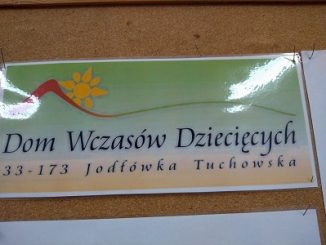 Dom Wczasów Dziecięcych
33-173 Jodłówka Tuchowska